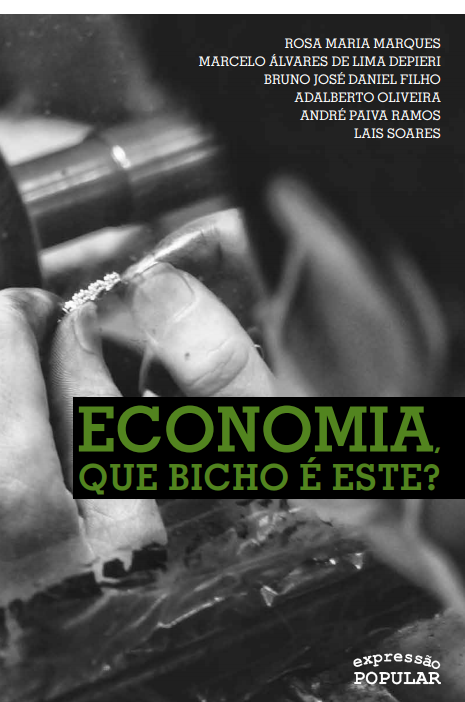 ROSA MARIA MARQUES
MARCELO ÁLVARES DE LIMA DEPIERI
BRUNO JOSÉ DANIEL FILHO
ADALBERTO OLIVEIRA
ANDRÉ PAIVA RAMOS
LAIS SOARES
ECONOMIA,
QUE BICHO É ESTE?
expressão
POPULAR